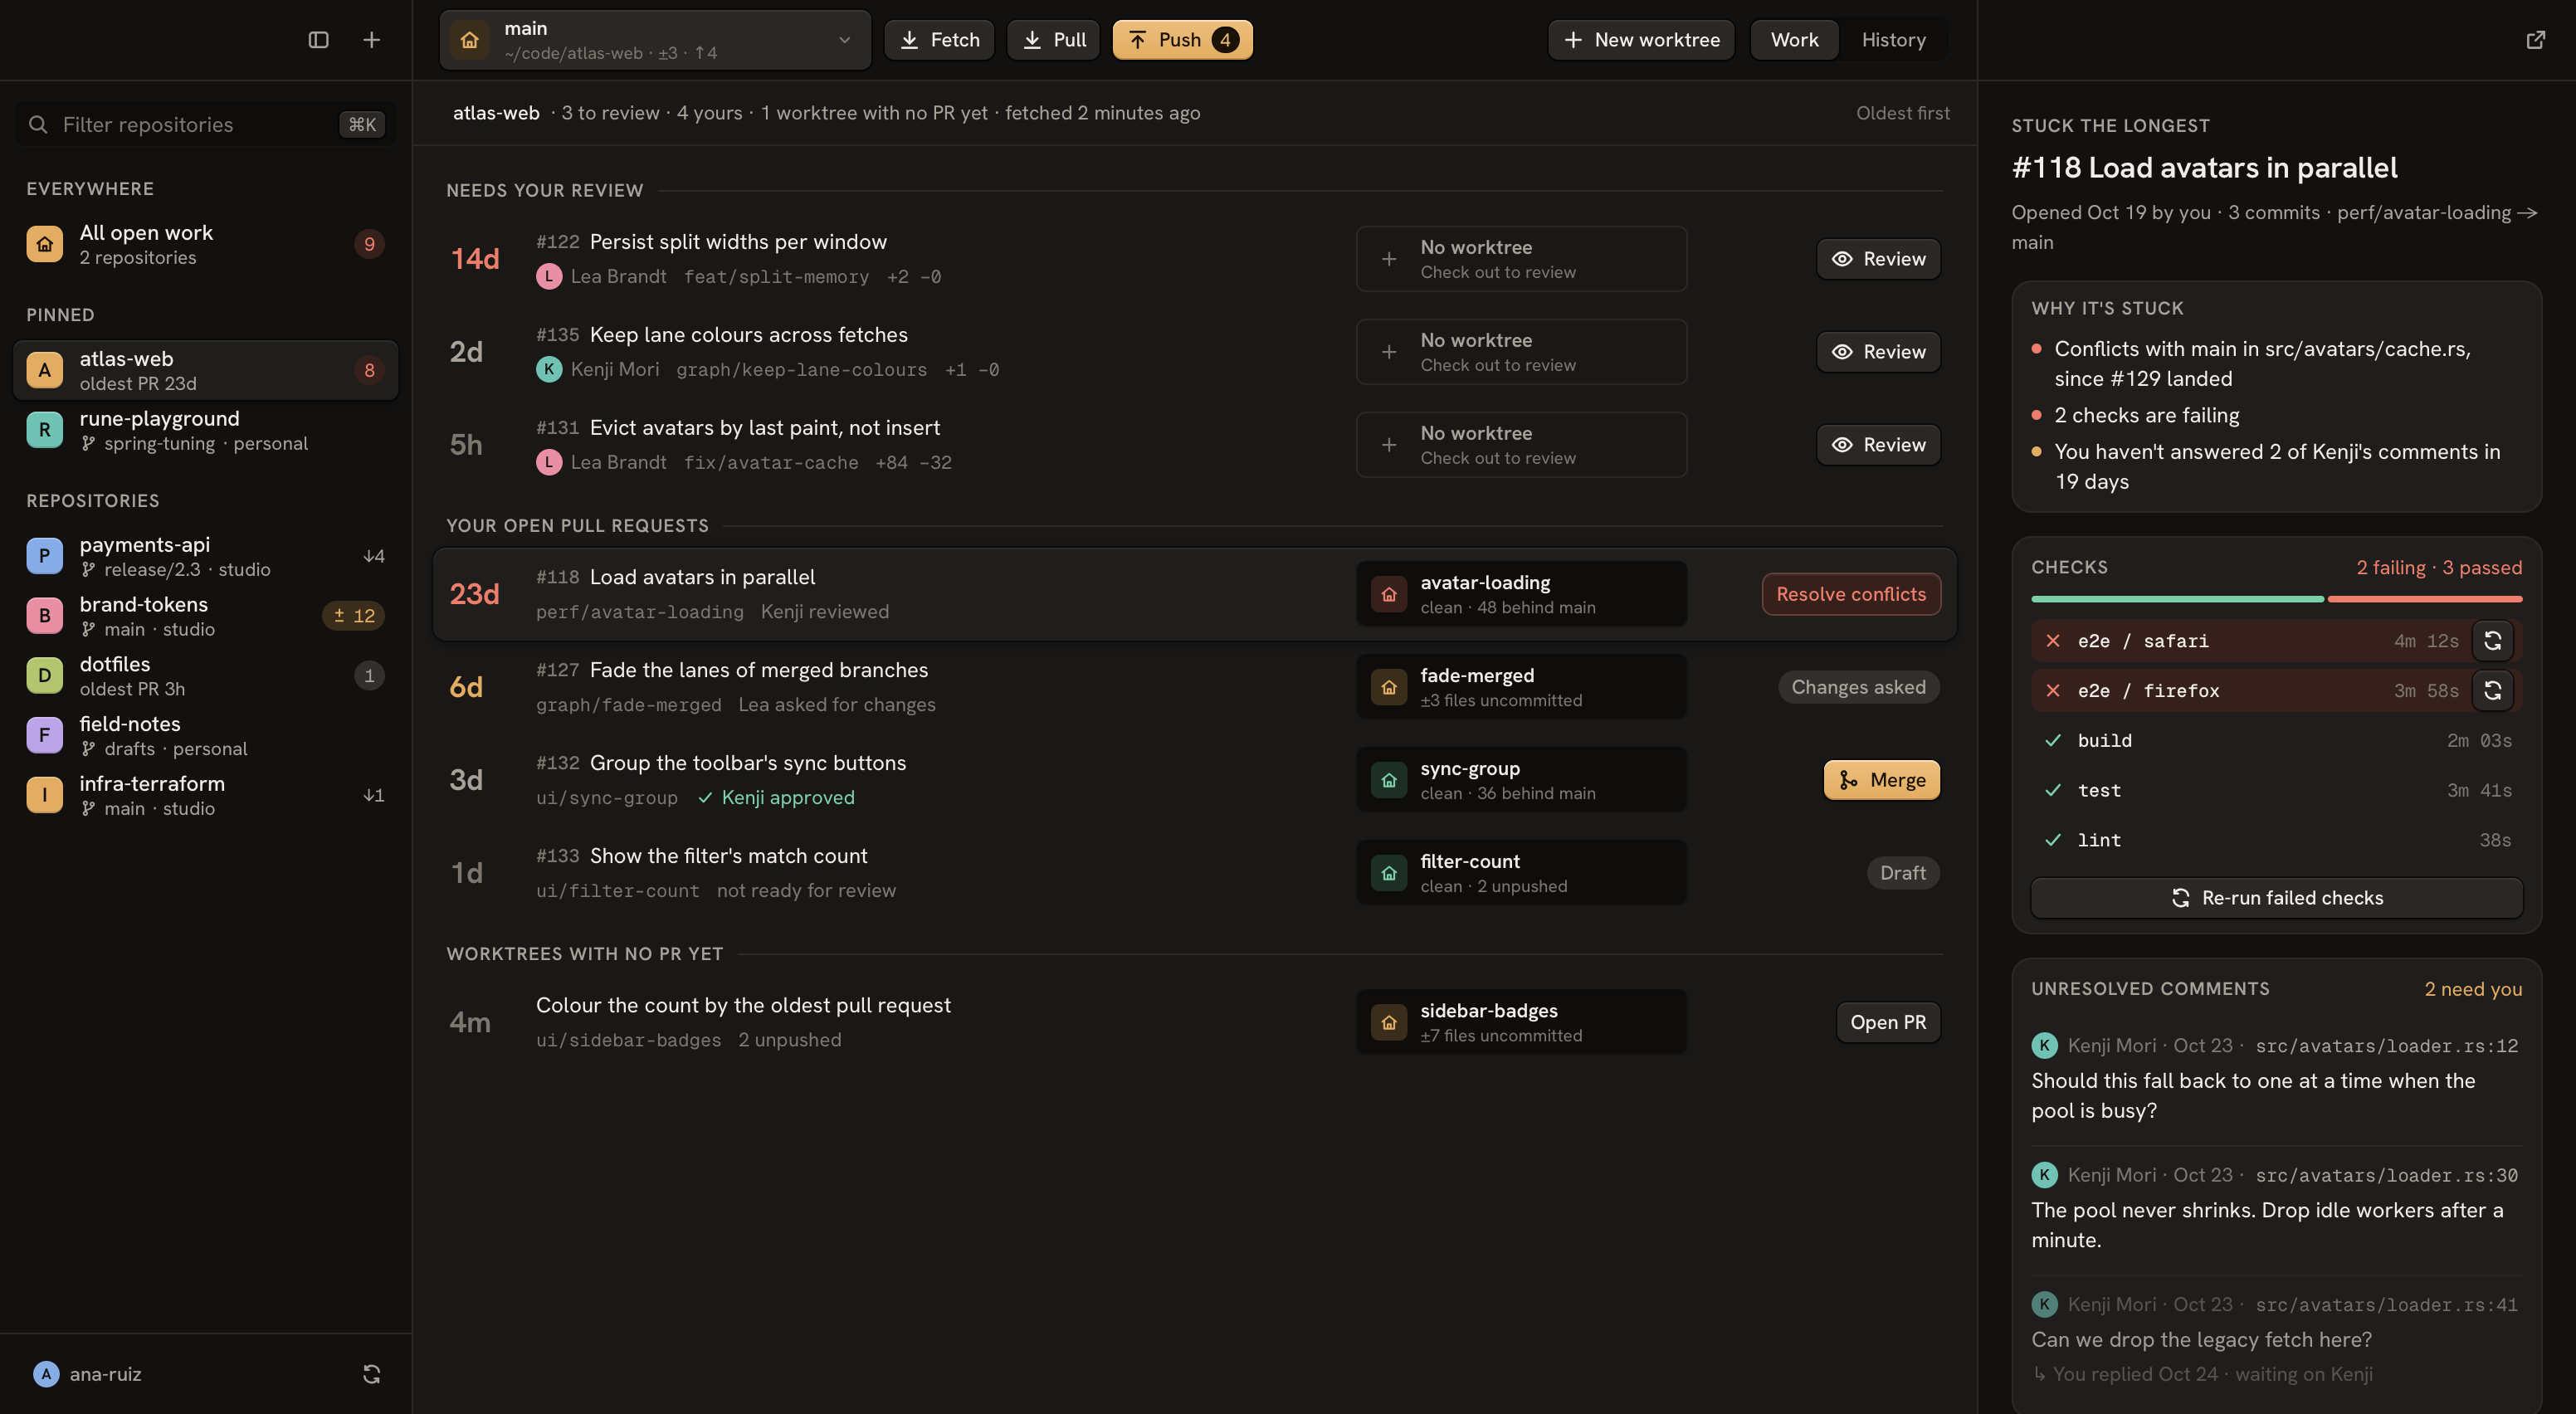 main
~/code/atlas-web · ±3 · ↑4
Fetch
Pull
Push 4
New worktree
Work
History
Filter repositories
⌘K
EVERYWHERE
All open work
2 repositories
9
PINNED
A
atlas-web
oldest PR 23d
8
R
rune-playground
spring-tuning · personal
REPOSITORIES
P
payments-api
release/2.3 · studio
↓4
B
brand-tokens
main · studio
± 12
D
dotfiles
oldest PR 3h
1
F
field-notes
drafts · personal
I
infra-terraform
main · studio
↓1
A
ana-ruiz
atlas-web · 3 to review · 4 yours · 1 worktree with no PR yet · fetched 2 minutes ago
Oldest first
NEEDS YOUR REVIEW
14d
#122 Persist split widths per window
L Lea Brandt feat/split-memory +2 −0
No worktree
Check out to review
Review
2d
#135 Keep lane colours across fetches
K Kenji Mori graph/keep-lane-colours +1 −0
No worktree
Check out to review
Review
5h
#131 Evict avatars by last paint, not insert
L Lea Brandt fix/avatar-cache +84 −32
No worktree
Check out to review
Review
YOUR OPEN PULL REQUESTS
23d
#118 Load avatars in parallel
perf/avatar-loading Kenji reviewed
avatar-loading
clean · 48 behind main
Resolve conflicts
6d
#127 Fade the lanes of merged branches
graph/fade-merged Lea asked for changes
fade-merged
±3 files uncommitted
Changes asked
3d
#132 Group the toolbar's sync buttons
ui/sync-group ✓ Kenji approved
sync-group
clean · 36 behind main
Merge
1d
#133 Show the filter's match count
ui/filter-count not ready for review
filter-count
clean · 2 unpushed
Draft
WORKTREES WITH NO PR YET
4m
Colour the count by the oldest pull request
ui/sidebar-badges 2 unpushed
sidebar-badges
±7 files uncommitted
Open PR
STUCK THE LONGEST
#118 Load avatars in parallel
Opened Oct 19 by you · 3 commits · perf/avatar-loading →
main
WHY IT'S STUCK
Conflicts with main in src/avatars/cache.rs,
since #129 landed
2 checks are failing
You haven't answered 2 of Kenji's comments in
19 days
CHECKS
2 failing · 3 passed
e2e / safari 4m 12s
e2e / firefox 3m 58s
build 2m 03s
test 3m 41s
lint 38s
Re-run failed checks
UNRESOLVED COMMENTS
2 need you
K Kenji Mori · Oct 23 · src/avatars/loader.rs:12
Should this fall back to one at a time when the
pool is busy?
K Kenji Mori · Oct 23 · src/avatars/loader.rs:30
The pool never shrinks. Drop idle workers after a
minute.
K Kenji Mori · Oct 23 · src/avatars/loader.rs:41
Can we drop the legacy fetch here?
↳ You replied Oct 24 · waiting on Kenji